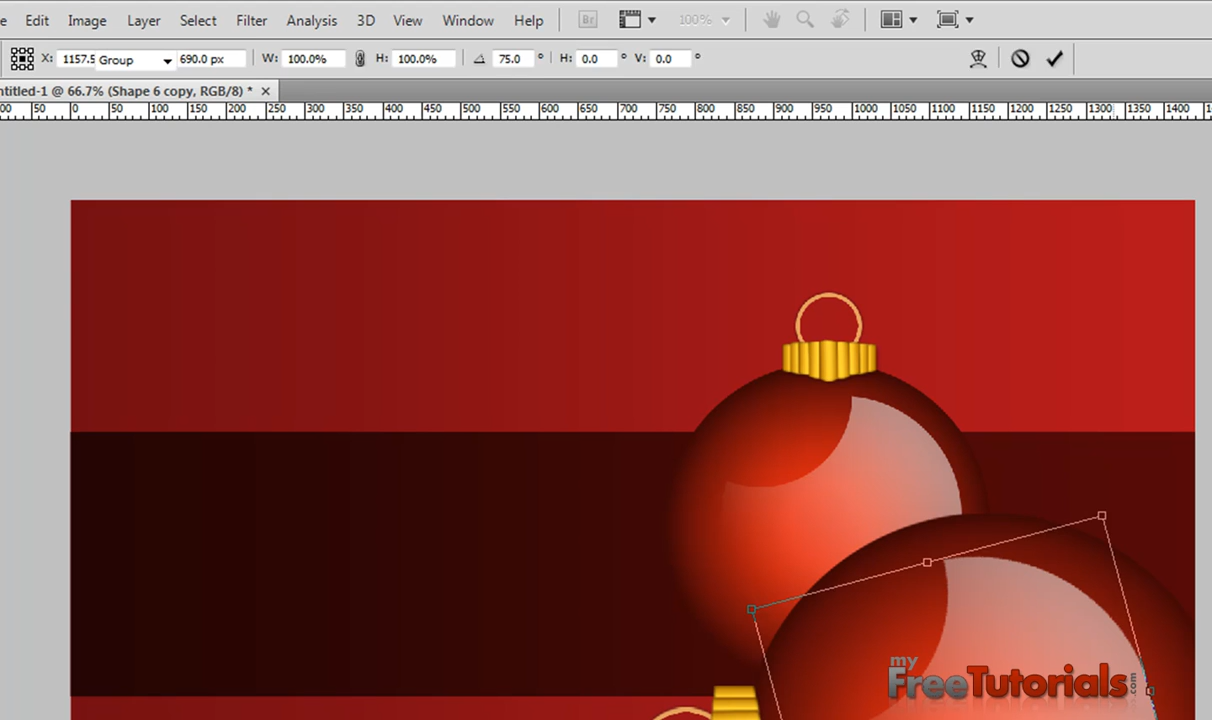 e Edit Image Layer Select Filter Analysis 3D View Window Help Br 100%
X: 1157.5 Group 690.0 px W: 100.0% H: 100.0% 75.0 ° H: 0.0 ° V: 0.0 °
ntitled-1 @ 66.7% (Shape 6 copy, RGB/8) * ×
00 50 0 50 100 150 200 250 300 350 400 450 500 550 600 650 700 750 800 850 900 950 1000 1050 1100 1150 1200 1250 1300 1350 1400 1
my
FreeTutorials.com